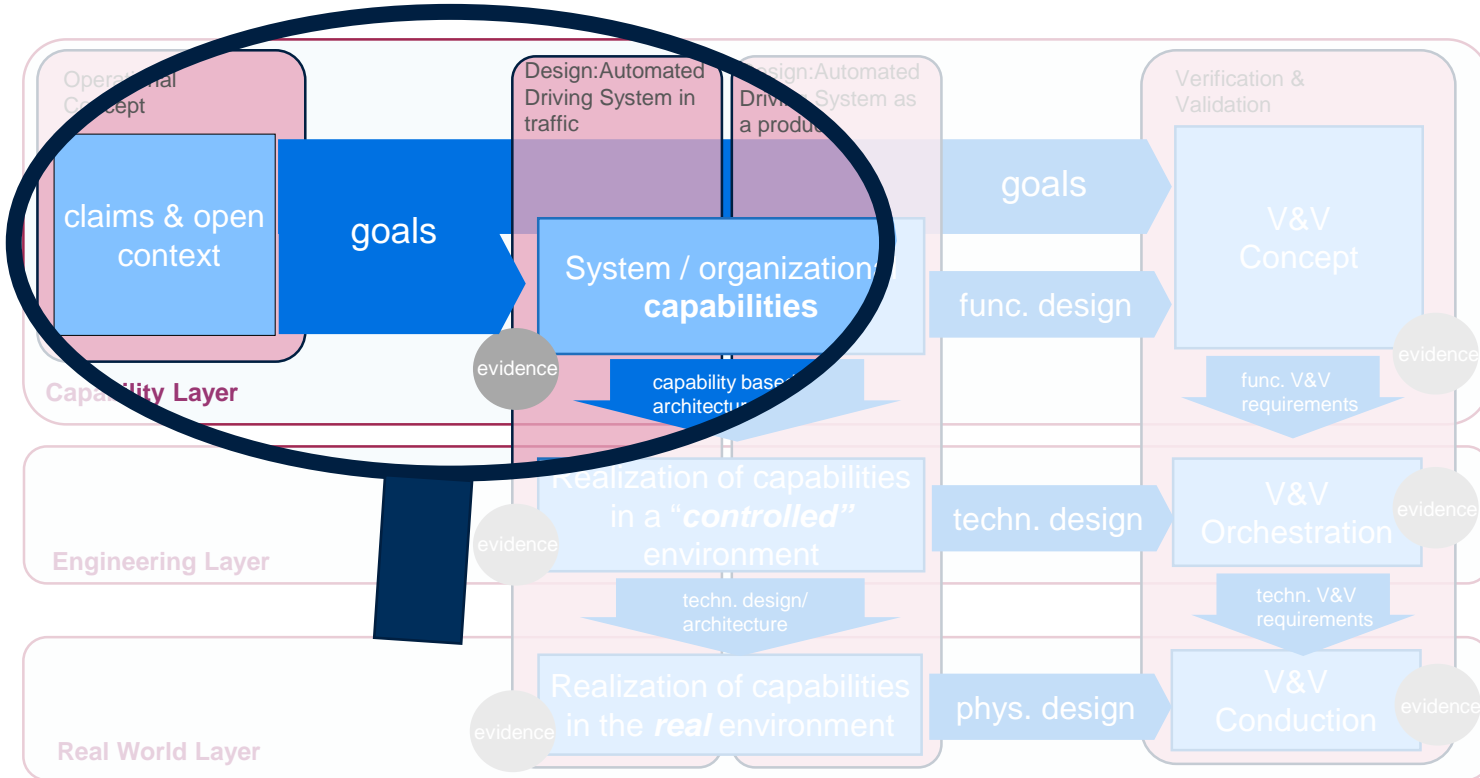 Operational
Concept
Design:Automated
Driving System in
traffic
Design:Automated
Driving System as
a product
Verification &
Validation
claims & open
context
goals
goals
V&V
Concept
System / organizational
capabilities
func. design
evidence
evidence
Capability Layer
capability based
architecture
func. V&V
requirements
Realization of capabilities
in a “controlled”
environment
techn. design
V&V
Orchestration
evidence
evidence
Engineering Layer
techn. design/
architecture
techn. V&V
requirements
Realization of capabilities
in the real environment
phys. design
V&V
Conduction
evidence
evidence
Real World Layer